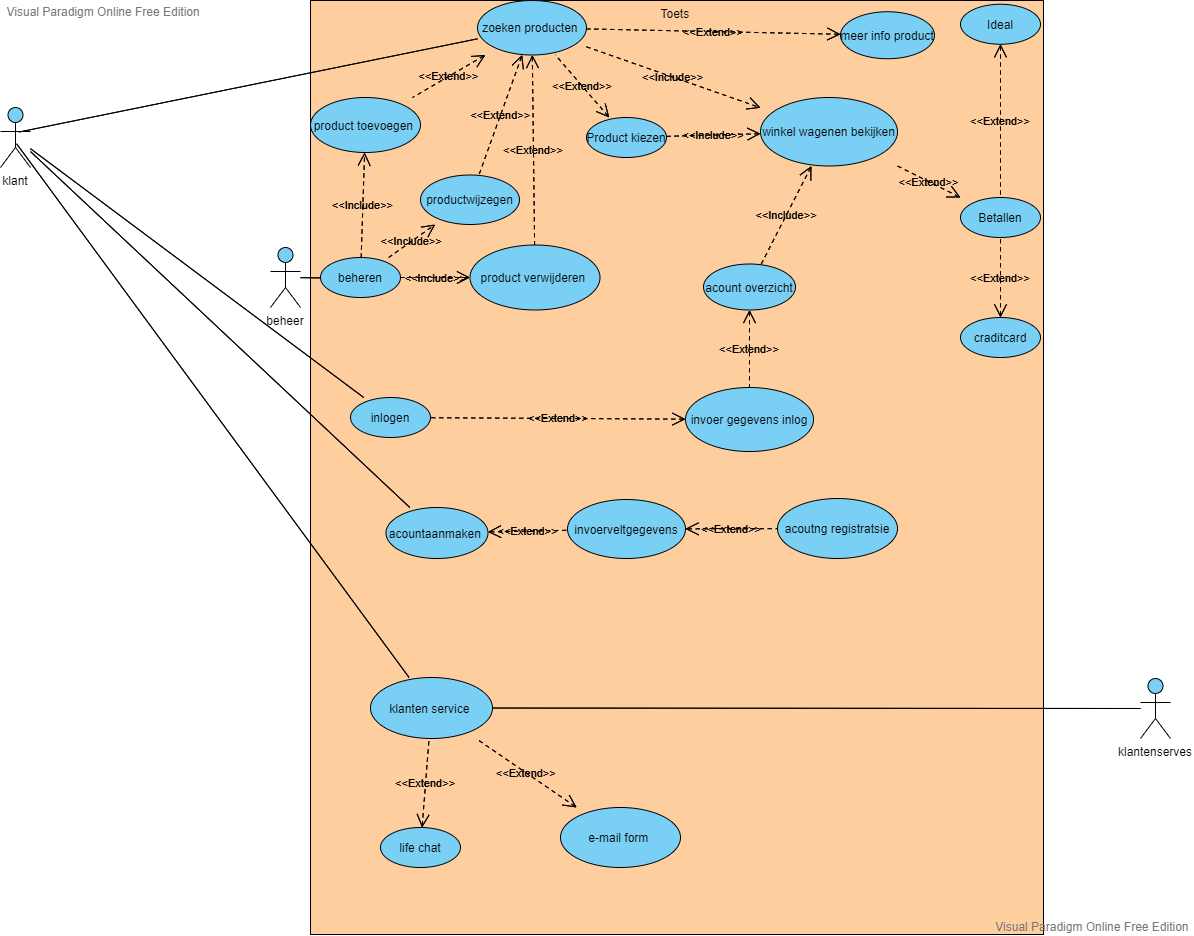 Visual Paradigm Online Free Edition
Toets
zoeken producten
<<Extend>>
meer info product
Ideal
<<Extend>>
<<Extend>>
<<Include>>
klant
product toevoegen
<<Extend>>
<<Extend>>
Product kiezen
<<Include>>
winkel wagenen bekijken
<<Extend>>
<<Extend>>
<<Include>>
productwijzegen
<<Include>>
Betallen
<<Include>>
beheer
beheren
<<Include>>
product verwijderen
acount overzicht
<<Extend>>
craditcard
<<Extend>>
inlogen
<<Extend>>
invoer gegevens inlog
acountaanmaken
<<Extend>>
invoerveltgegevens
<<Extend>>
acoutng registratsie
klanten service
klantenserves
<<Extend>>
<<Extend>>
life chat
e-mail form
Visual Paradigm Online Free Edition